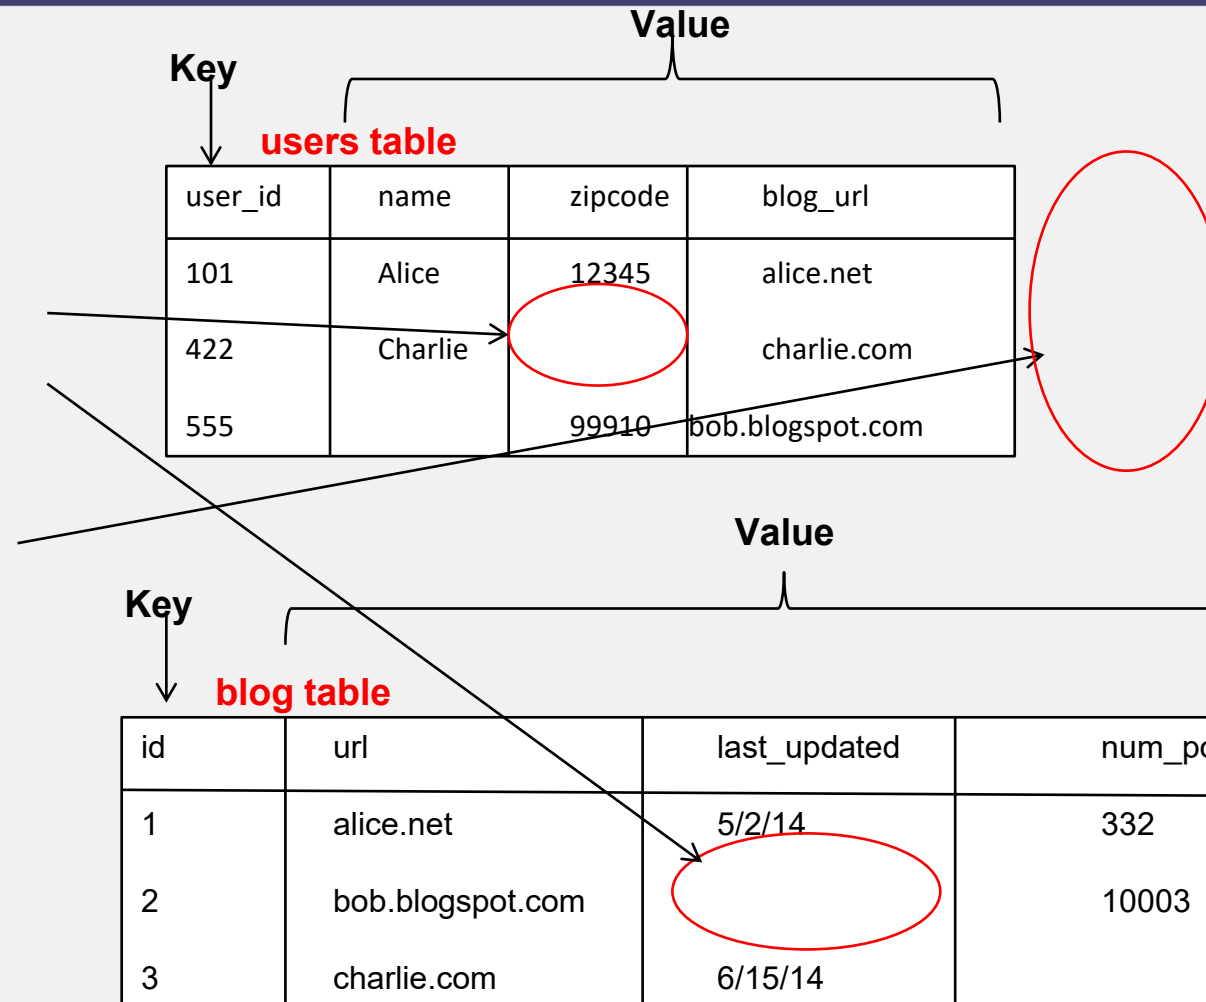 Value
Key
users table
user_id name zipcode blog_url
101 Alice 12345 alice.net
422 Charlie charlie.com
555 99910 bob.blogspot.com
Value
Key
blog table
id url last_updated num_po
1 alice.net 5/2/14 332
2 bob.blogspot.com 10003
3 charlie.com 6/15/14